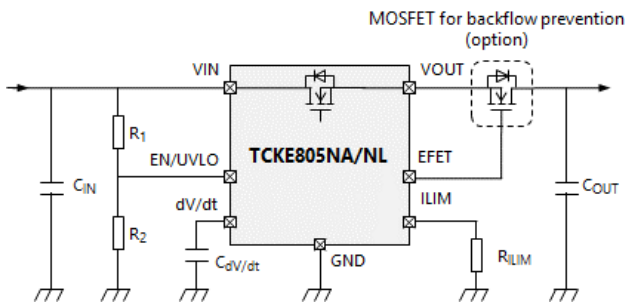 MOSFET for backflow prevention
(option)
VIN
VOUT
R1
EN/UVLO
TCKE805NA/NL
EFET
CIN
dV/dt
ILIM
COUT
R2
CdV/dt
GND
RILIM